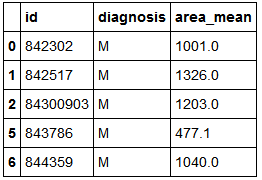 id diagnosis area_mean
0 842302 M 1001.0
1 842517 M 1326.0
2 84300903 M 1203.0
5 843786 M 477.1
6 844359 M 1040.0